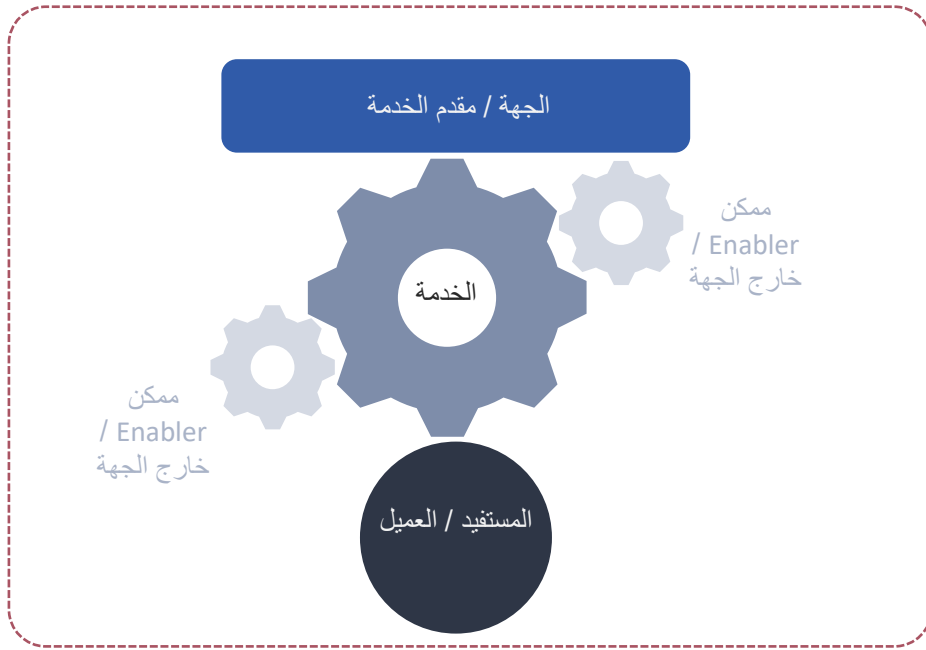 الجهة / مقدم الخدمة
ممكن
Enabler /
خارج الجهة
الخدمة
ممكن
Enabler /
خارج الجهة
المستفيد / العميل